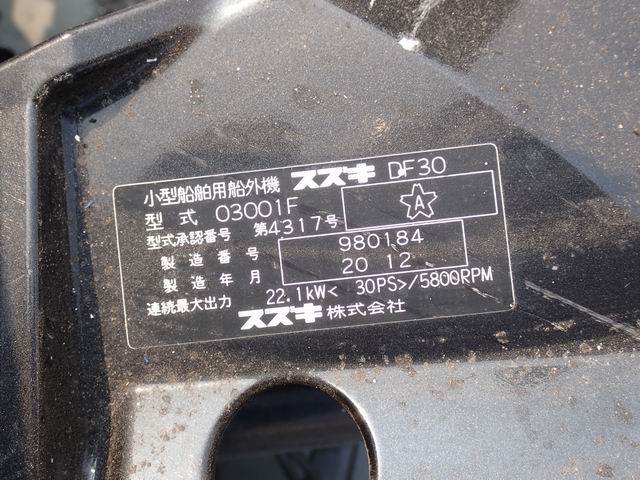 小型船舶用船外機 スズキ DF30
型式 03001F
A
型式承認番号 第4317号
製造番号 980184
製造年月 20 12
連続最大出力 22.1kW< 30PS>/5800RPM
スズキ株式会社